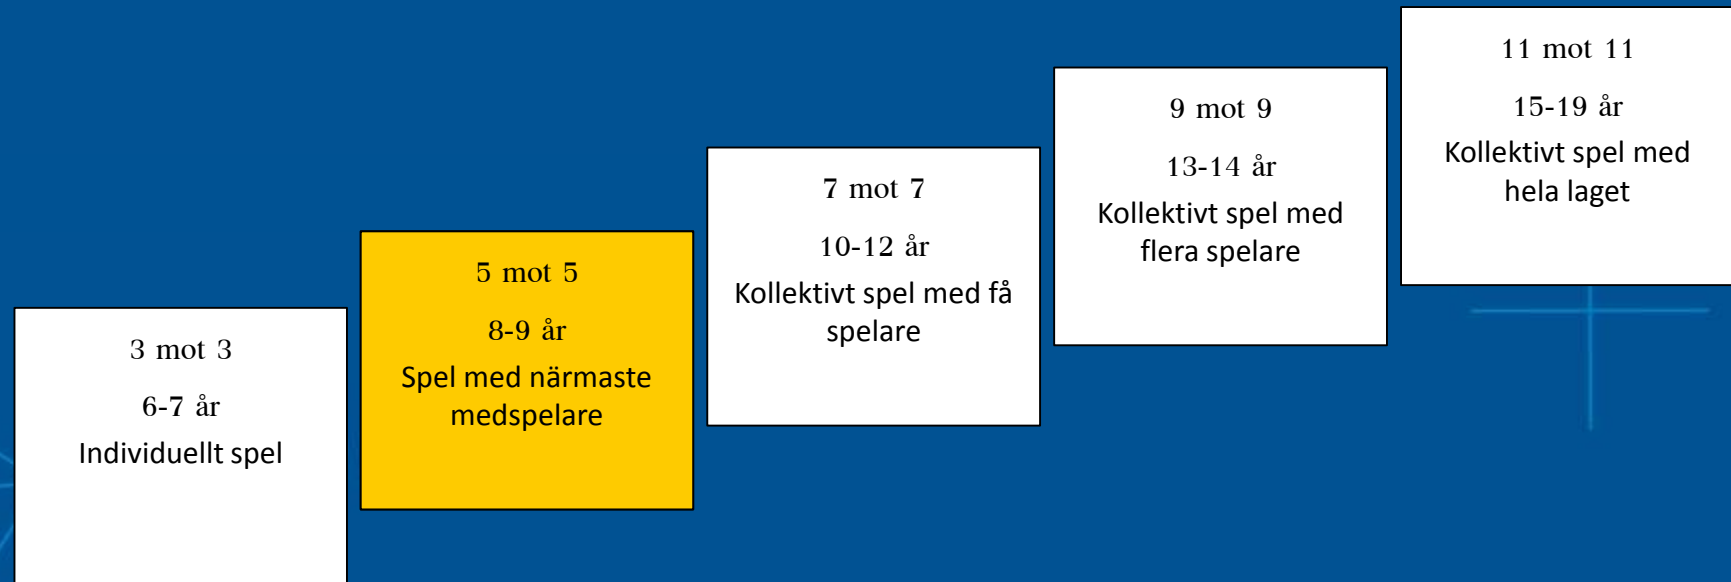 3 mot 3
6-7 år
Individuellt spel
5 mot 5
8-9 år
Spel med närmaste
medspelare
7 mot 7
10-12 år
Kollektivt spel med få
spelare
9 mot 9
13-14 år
Kollektivt spel med
flera spelare
11 mot 11
15-19 år
Kollektivt spel med
hela laget